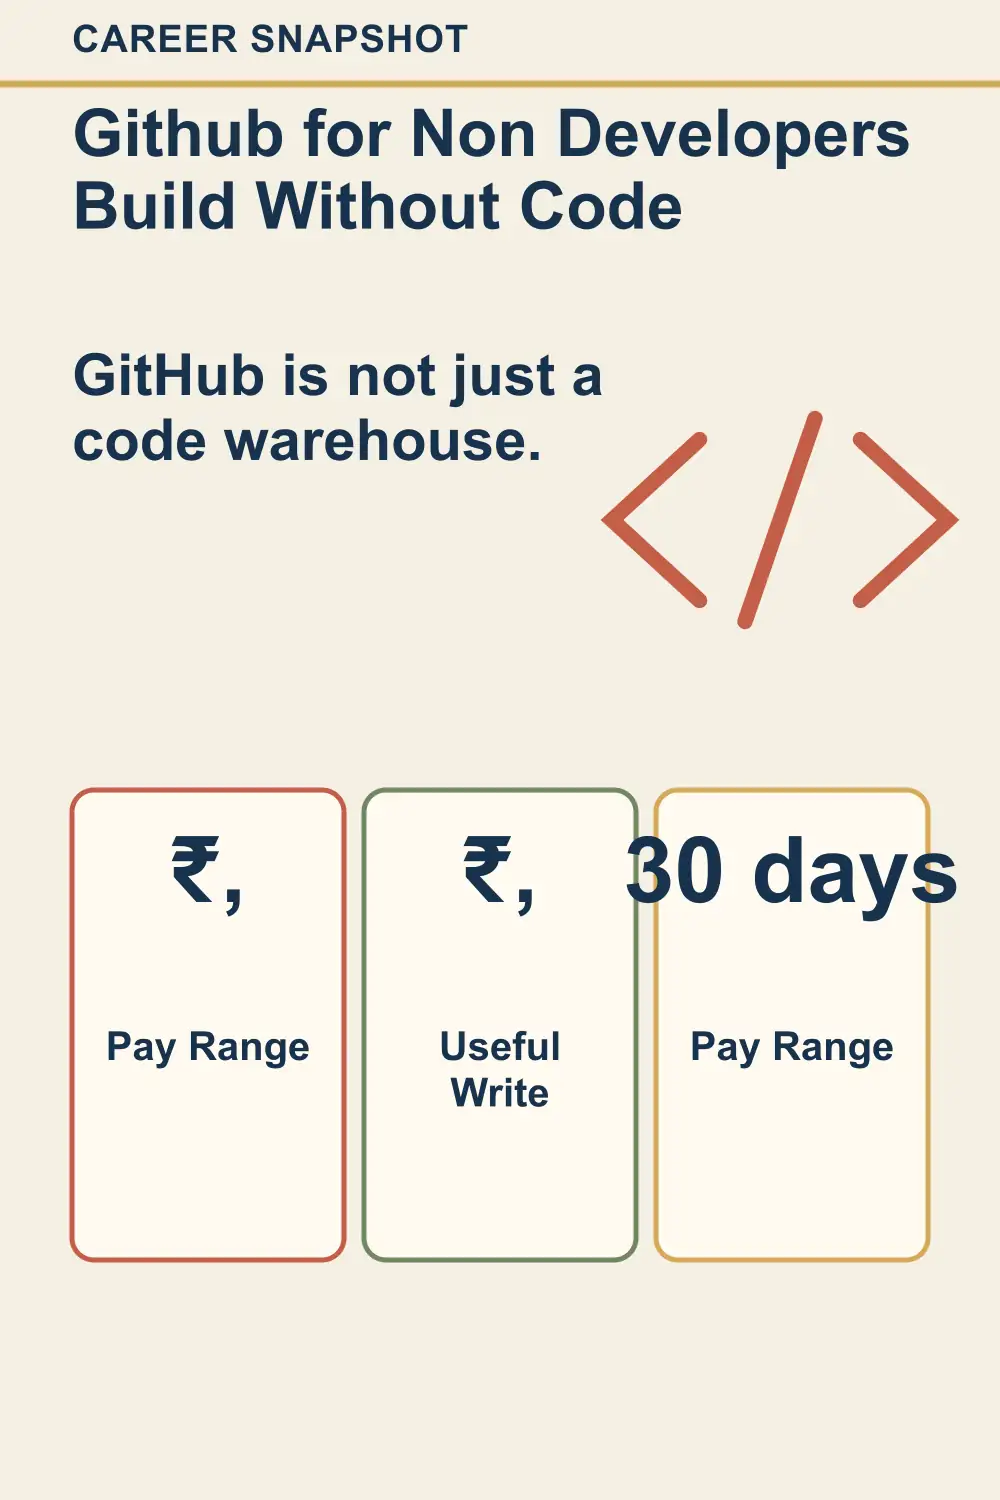 CAREER SNAPSHOT
Github for Non Developers
Build Without Code
GitHub is not just a
code warehouse.
</>
₹,
Pay Range
₹,
Useful
Write
30 days
Pay Range